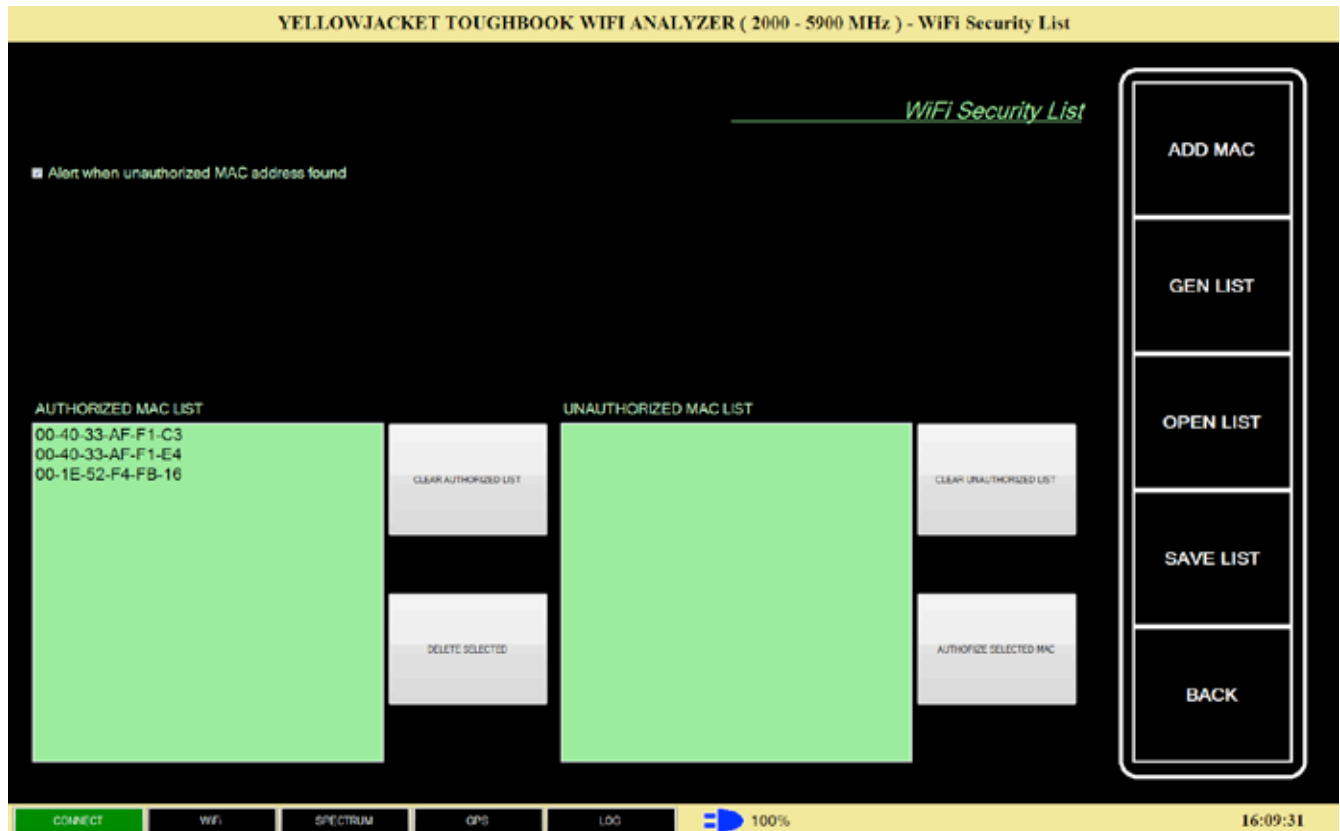 YELLOWJACKET TOUGHBOOK WIFI ANALYZER ( 2000 - 5900 MHz ) - WiFi Security List
WiFi Security List
Alert when unauthorized MAC address found
ADD MAC
GEN LIST
OPEN LIST
SAVE LIST
BACK
AUTHORIZED MAC LIST
00-40-33-AF-F1-C3
00-40-33-AF-F1-E4
00-1E-52-F4-FB-16
CLEAR AUTHORIZED LIST
DELETE SELECTED
UNAUTHORIZED MAC LIST
CLEAR UNAUTHORIZED LIST
AUTHORIZE SELECTED MAC
CONNECT
WiFi
SPECTRUM
GPS
LOG
100%
16:09:31